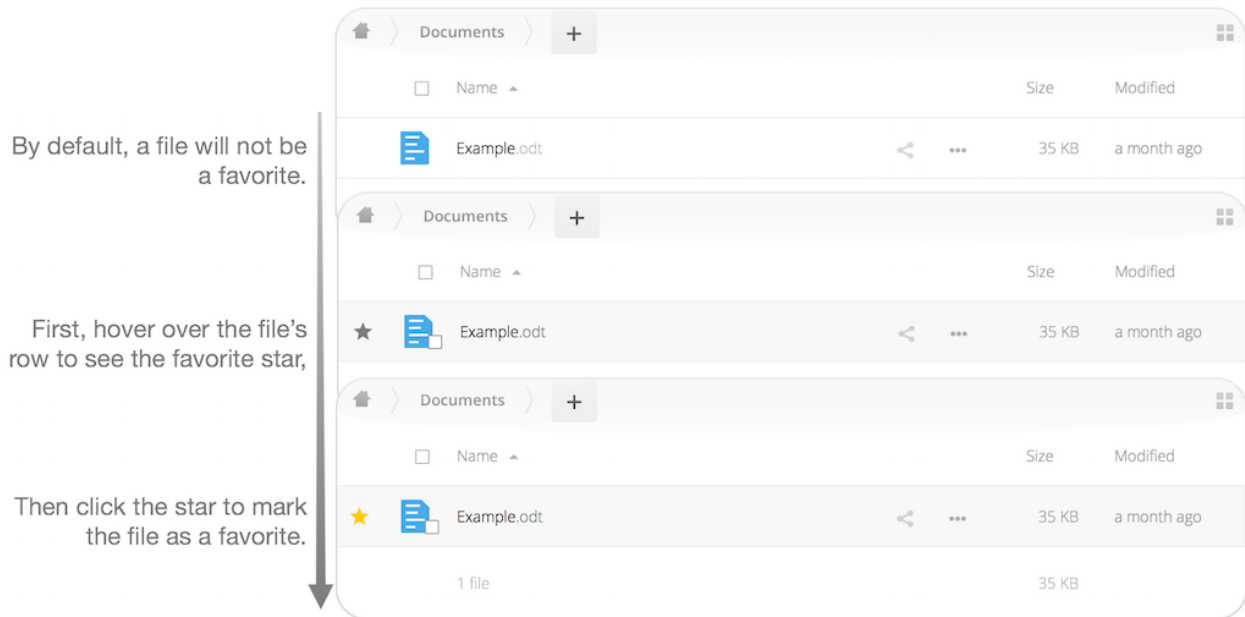 Documents +
Name Size Modified
By default, a file will not be
a favorite.
Example.odt ••• 35 KB a month ago
Documents +
Name Size Modified
First, hover over the file's
row to see the favorite star,
Example.odt ••• 35 KB a month ago
Documents +
Name Size Modified
Then click the star to mark
the file as a favorite.
Example.odt ••• 35 KB a month ago
1 file 35 KB